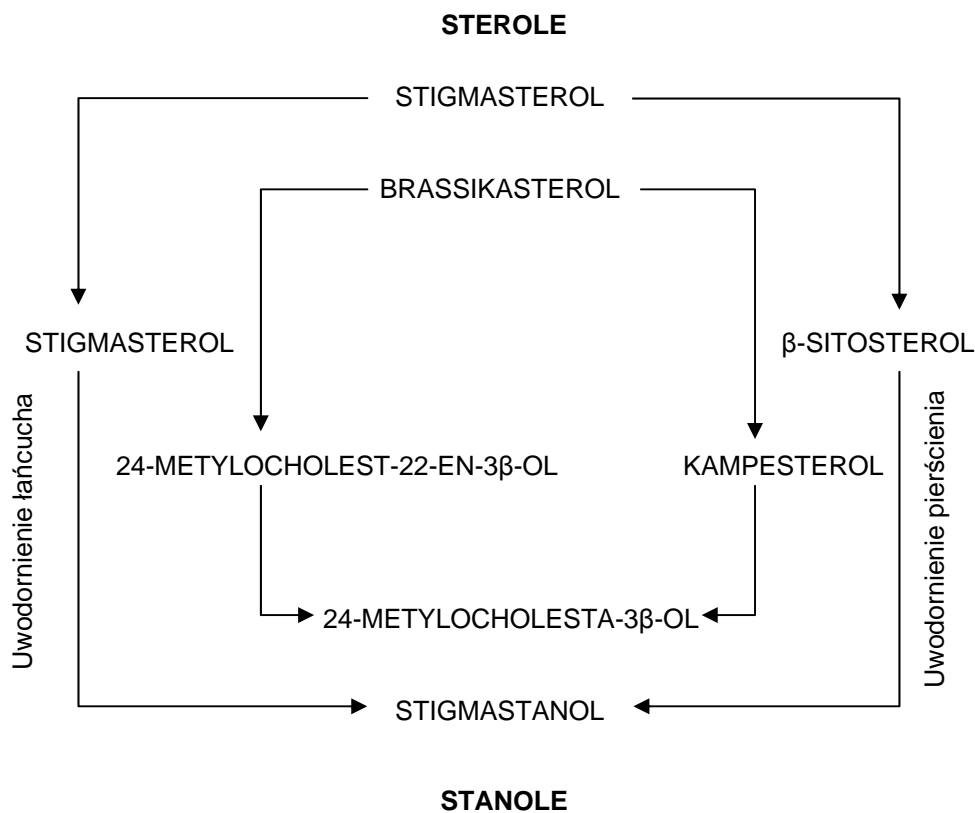 STEROLE
STIGMASTEROL
BRASSIKASTEROL
STIGMASTEROL
β-SITOSTEROL
Uwodornienie łańcucha
24-METYLOCHOLEST-22-EN-3β-OL
KAMPESTEROL
Uwodornienie pierścienia
24-METYLOCHOLESTA-3β-OL
STIGMASTANOL
STANOLE